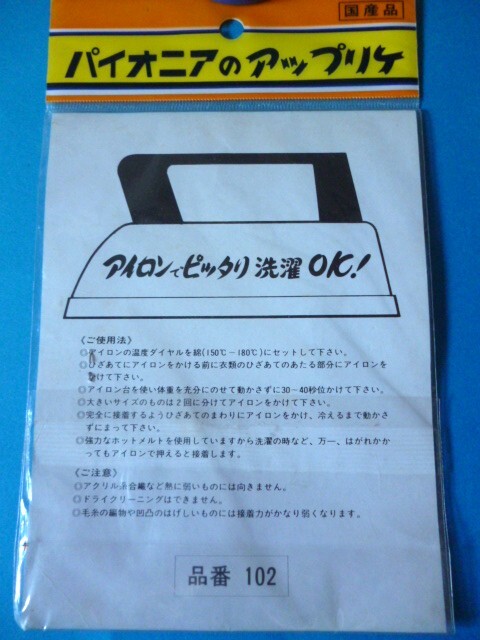 国産品
パイオニアのアップリケ
アイロンでピッタリ洗濯OK!
〈ご使用法〉
◎アイロンの温度ダイヤルを綿(150℃-180℃)にセットして下さい。
◎ひざあてにアイロンをかける前に衣類のひざあてのあたる部分にアイロンを
かけて下さい。
◎アイロン台を使い体重を充分にのせて動かさずに30-40秒位かけて下さい。
◎大きいサイズのものは2回に分けてアイロンをかけて下さい。
◎完全に接着するようひざあてのまわりにアイロンをかけ、冷えるまで動かさ
ずにまって下さい。
◎強力なホットメルトを使用していますから洗濯の時など、万一、はがれかか
ってもアイロンで押えると接着します。
〈ご注意〉
◎アクリル糸合繊など熱に弱いものには向きません。
◎ドライクリーニングはできません。
◎毛糸の編物や凹凸のはげしいものには接着力がかなり弱くなります。
品番 102